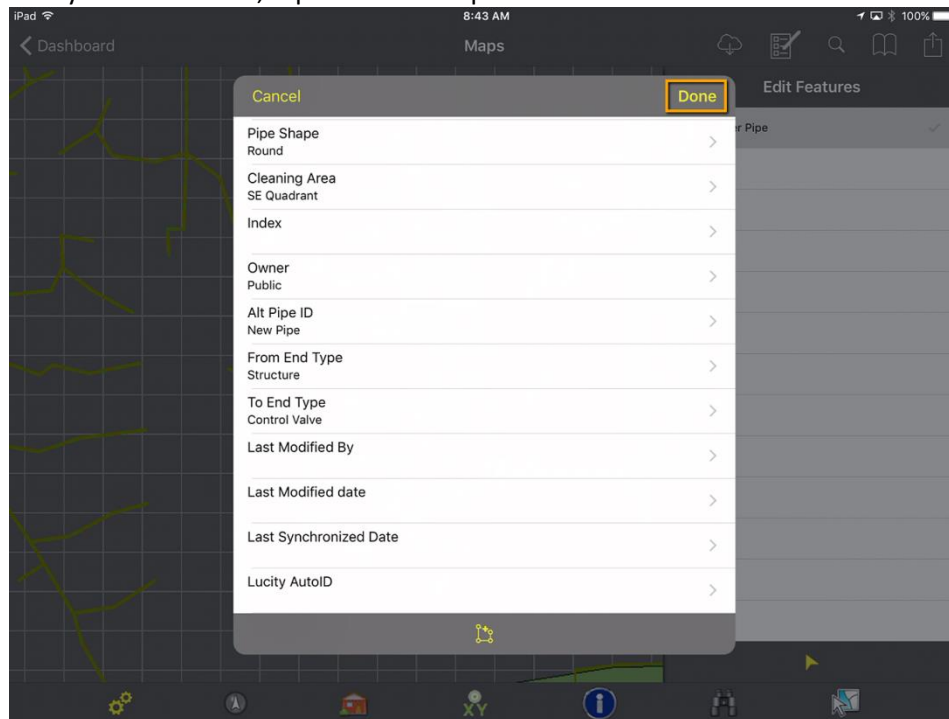 iPad 8:43 AM 100%
Dashboard Maps
Edit Features
Cancel Done
Pipe Shape
Round
Cleaning Area
SE Quadrant
Index
Owner
Public
Alt Pipe ID
New Pipe
From End Type
Structure
To End Type
Control Valve
Last Modified By
Last Modified date
Last Synchronized Date
Lucity AutoID
Pipe
XY